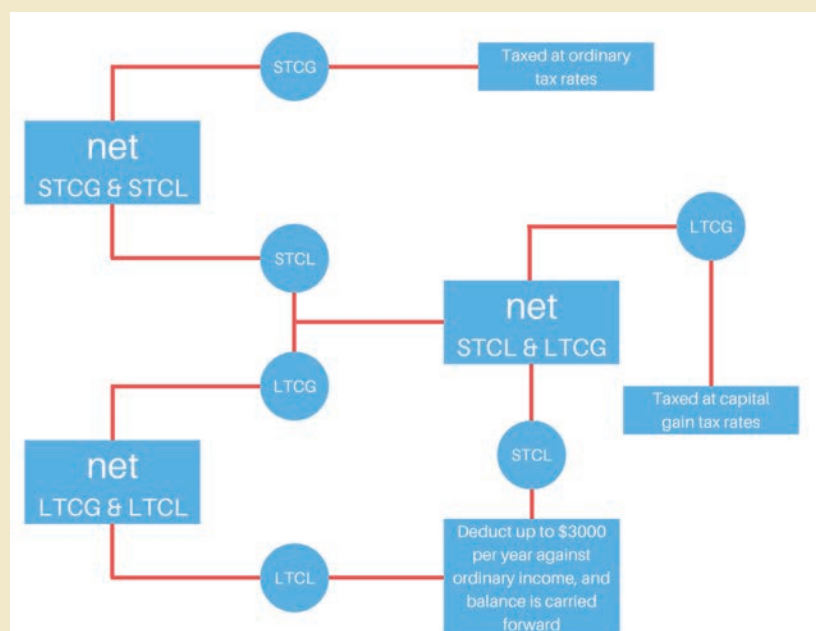 STCG
Taxed at ordinary
tax rates
net
STCG & STCL
STCL
LTCG
net
STCL & LTCG
LTCG
Taxed at capital
gain tax rates
net
LTCG & LTCL
STCL
LTCL
Deduct up to $3000
per year against
ordinary income, and
balance is carried
forward